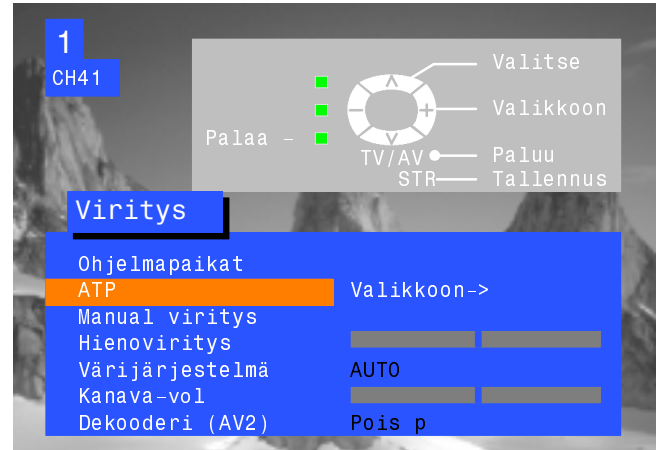 1
CH41
Valitse
Valikkoon
Palaa –
TV/AV Paluu
STR Tallennus
Viritys
Ohjelmapaikat
ATP Valikkoon->
Manual viritys
Hienoviritys
Värijärjestelmä AUTO
Kanava-vol
Dekooderi (AV2) Pois p